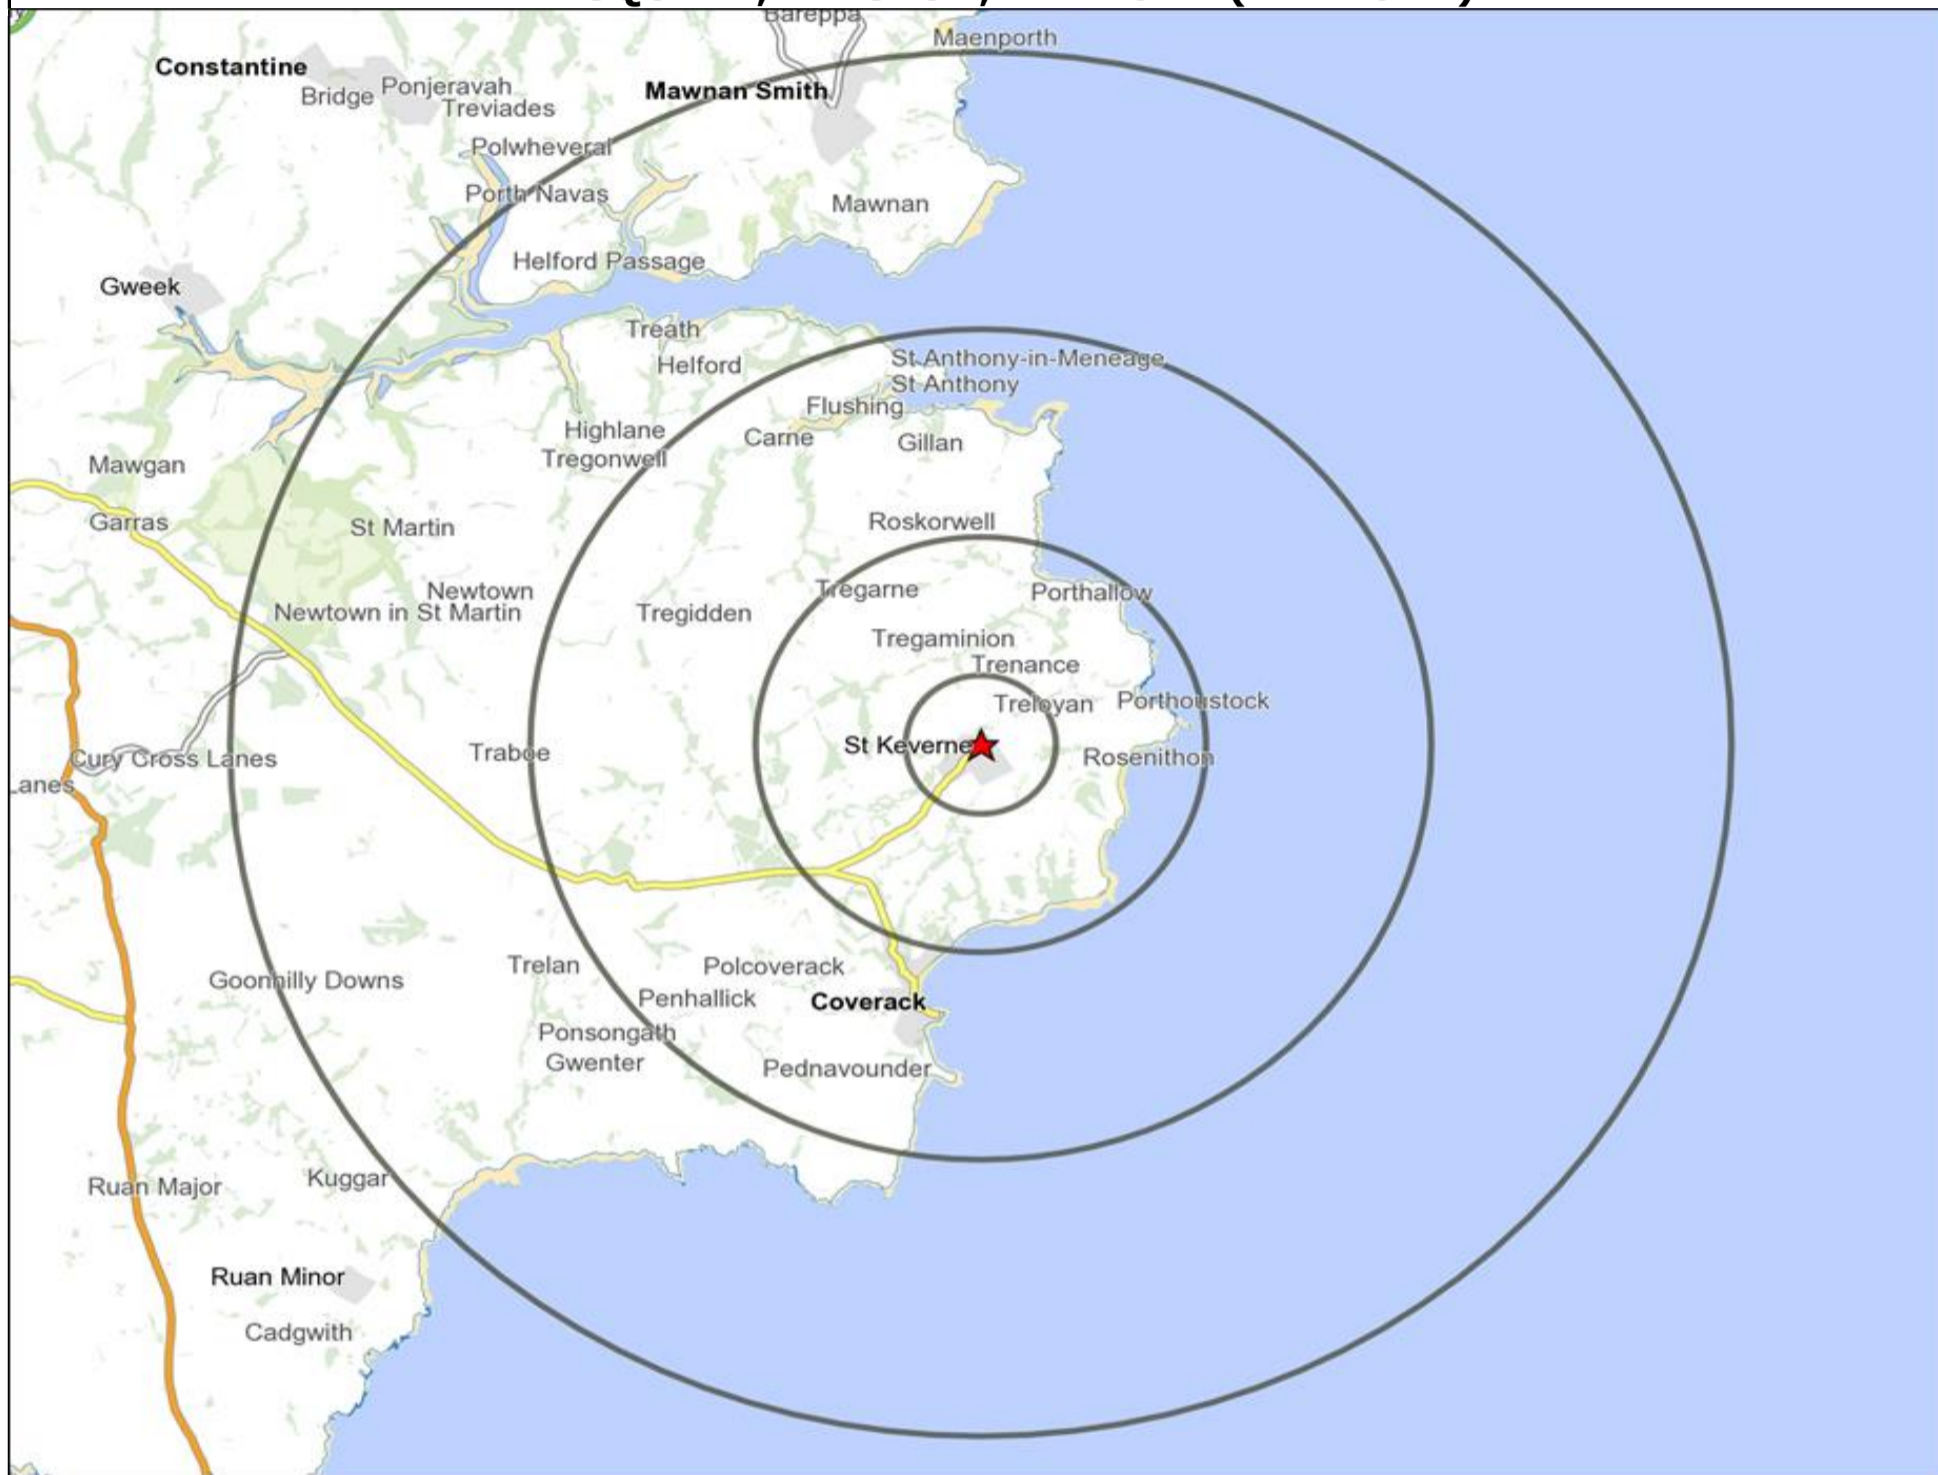 Bareppa
Maenporth
Constantine
Bridge
Ponjeravah
Treviades
Mawnan Smith
Polwheveral
Porth Navas
Mawnan
Helford Passage
Gweek
Treath
Helford
St Anthony-in-Meneage
St Anthony
Flushing
Carne
Gillan
Highlane
Tregonwell
Mawgan
Garras
St Martin
Roskorwell
Newtown
Newtown in St Martin
Tregidden
Tregarne
Porthallow
Tregaminion
Trenance
Treloyan
Porthoustock
St Keverne
Rosenithon
Traboe
Cury Cross Lanes
Lanes
Goonhilly Downs
Trelan
Polcoverack
Penhallick
Coverack
Ponsongath
Gwenter
Pednavounder
Ruan Major
Kuggar
Ruan Minor
Cadgwith